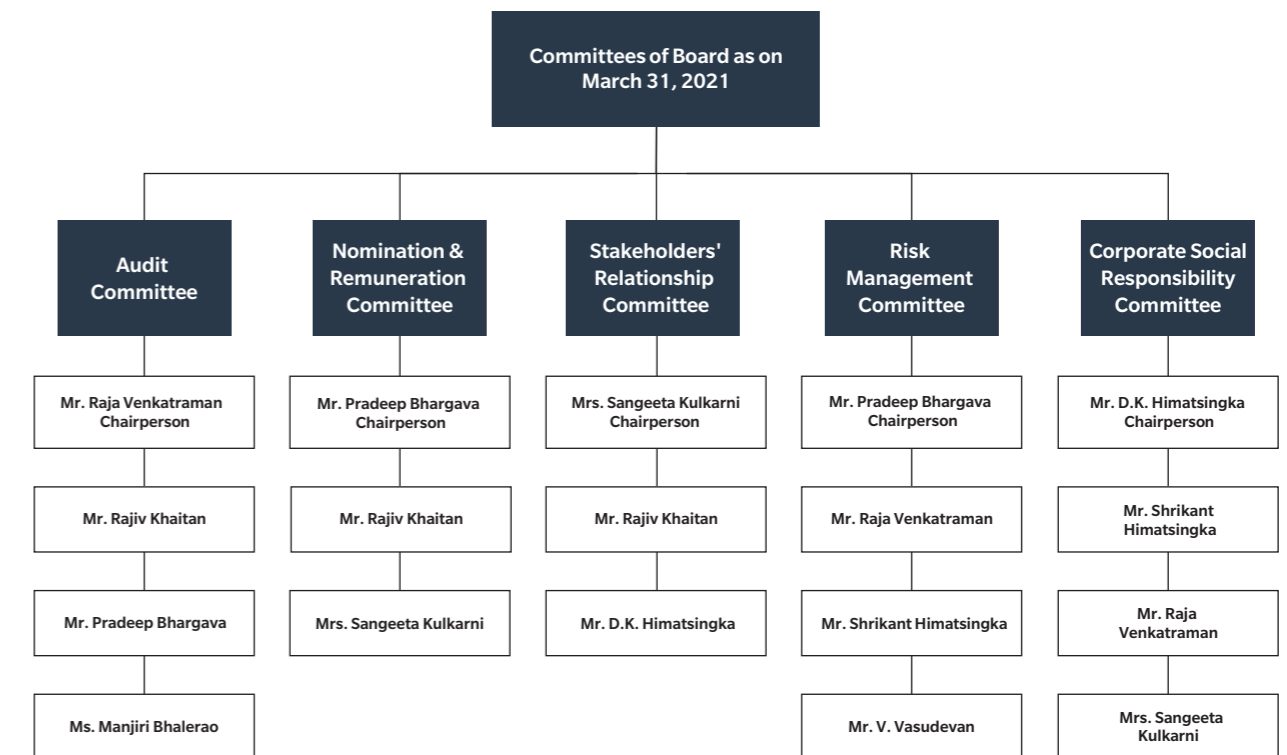 Committees of Board as on
March 31, 2021
Audit
Committee
Nomination &
Remuneration
Committee
Stakeholders'
Relationship
Committee
Risk
Management
Committee
Corporate Social
Responsibility
Committee
Mr. Raja Venkatraman
Chairperson
Mr. Pradeep Bhargava
Chairperson
Mrs. Sangeeta Kulkarni
Chairperson
Mr. Pradeep Bhargava
Chairperson
Mr. D.K. Himatsingka
Chairperson
Mr. Rajiv Khaitan
Mr. Rajiv Khaitan
Mr. Rajiv Khaitan
Mr. Raja Venkatraman
Mr. Shrikant
Himatsingka
Mr. Pradeep Bhargava
Mrs. Sangeeta Kulkarni
Mr. D.K. Himatsingka
Mr. Shrikant Himatsingka
Mr. Raja
Venkatraman
Ms. Manjiri Bhalerao
Mr. V. Vasudevan
Mrs. Sangeeta
Kulkarni